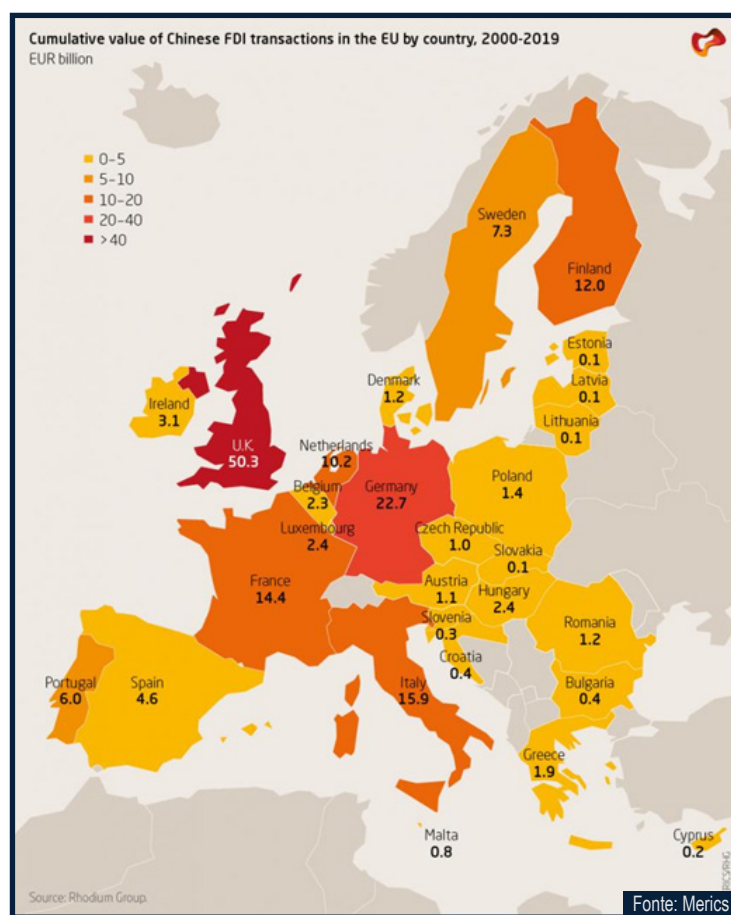 Cumulative value of Chinese FDI transactions in the EU by country, 2000-2019
EUR billion
0–5
5–10
10–20
20–40
>40
Sweden
7.3
Finland
12.0
Estonia
0.1
Latvia
0.1
Lithuania
0.1
Denmark
1.2
Ireland
3.1
U.K.
50.3
Netherlands
10.2
Belgium
2.3
Luxembourg
2.4
Germany
22.7
Poland
1.4
Czech Republic
1.0
Slovakia
0.1
Austria
1.1
Hungary
2.4
Slovenia
0.3
Croatia
0.4
Romania
1.2
Bulgaria
0.4
France
14.4
Portugal
6.0
Spain
4.6
Italy
15.9
Greece
1.9
Malta
0.8
Cyprus
0.2
Source: Rhodium Group.
Fonte: Merics